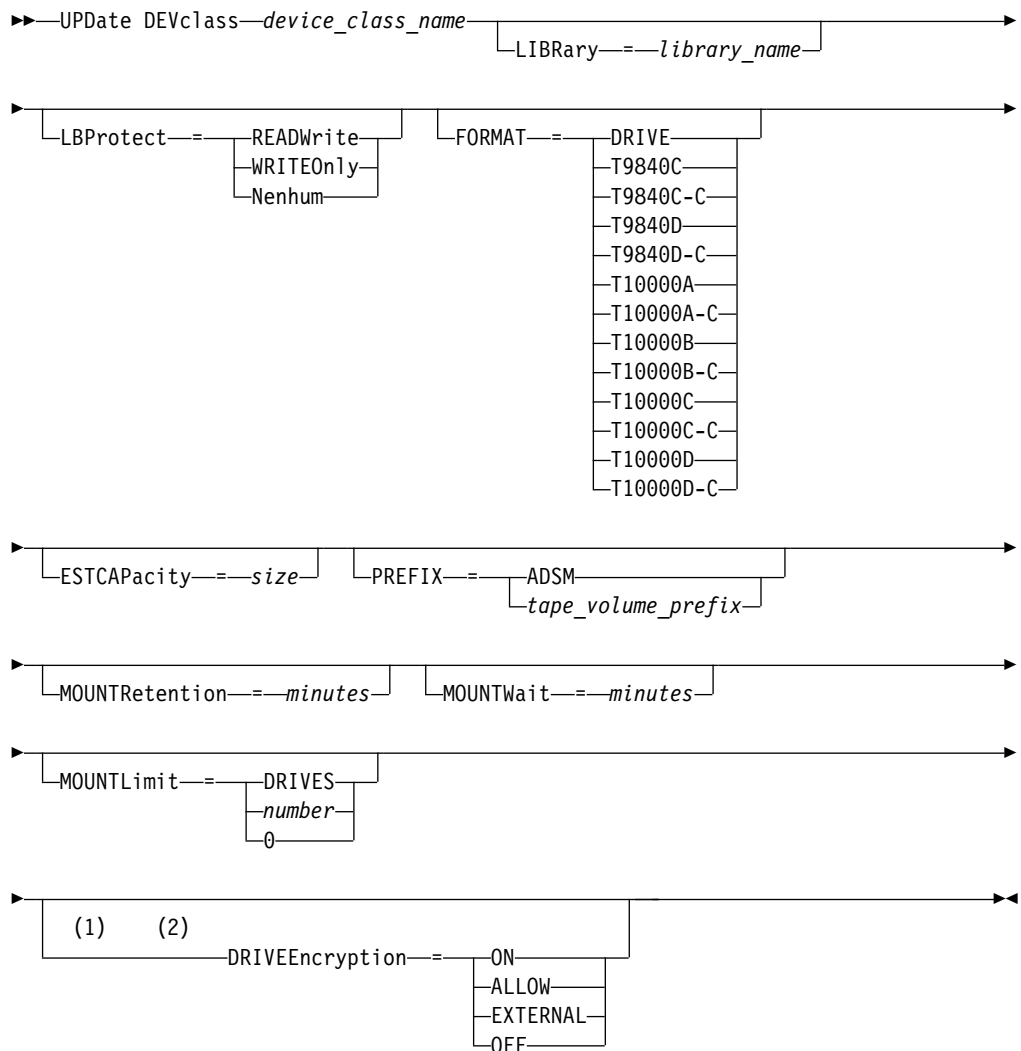 UPDate DEVclass device_class_name
LIBRary = library_name
LBProtect = READWrite FORMAT = DRIVE
WRITEOnly T9840C
Nenhum T9840C-C
T9840D
T9840D-C
T10000A
T10000A-C
T10000B
T10000B-C
T10000C
T10000C-C
T10000D
T10000D-C
ESTCAPacity = size PREFIX = ADSM
tape_volume_prefix
MOUNTRetention = minutes MOUNTWait = minutes
MOUNTLimit = DRIVES
number
0
(1) (2)
DRIVEEncryption = ON
ALLOW
EXTERNAL
OFF